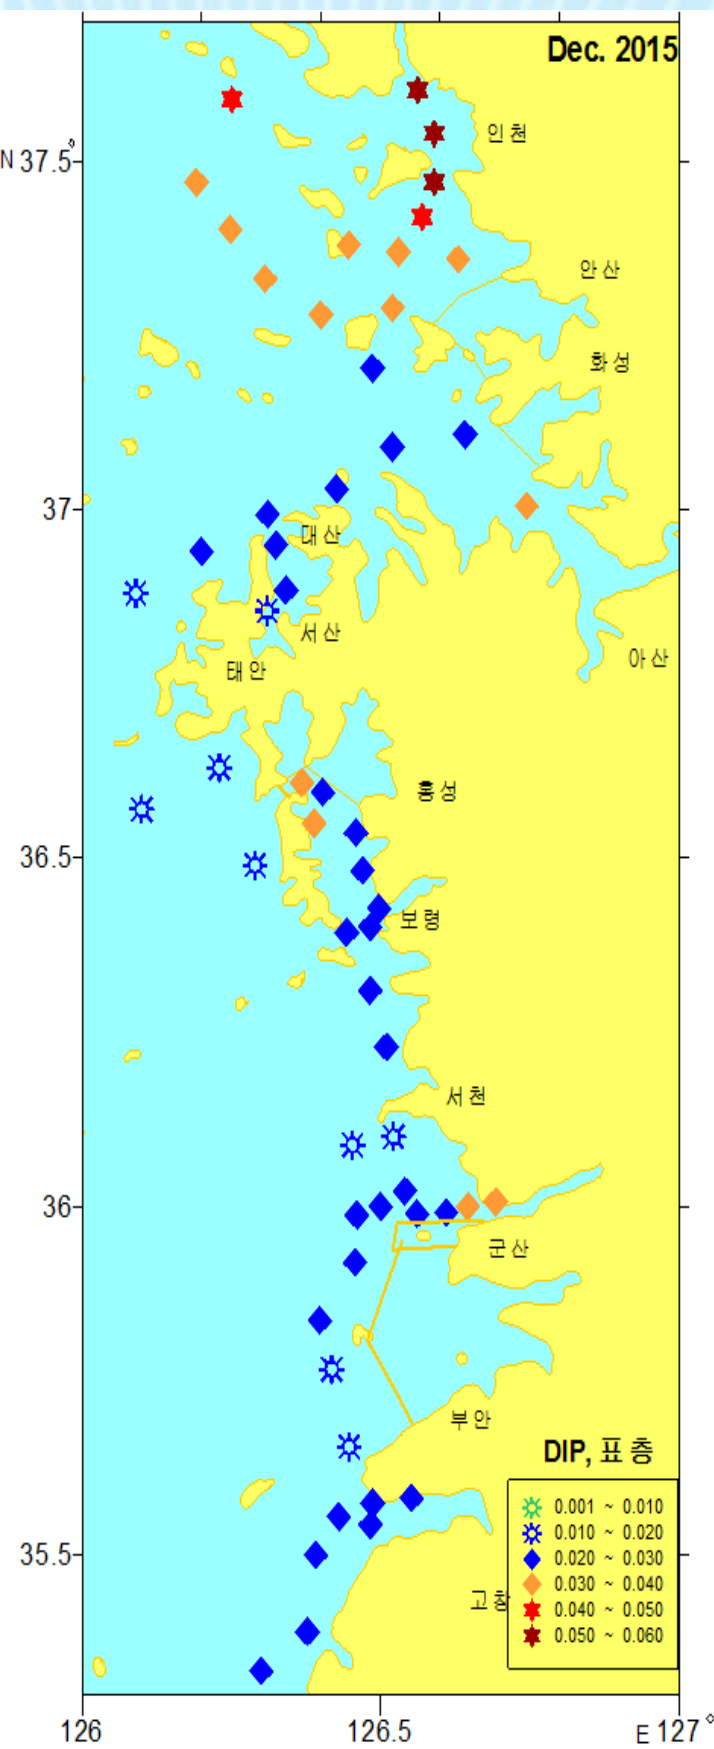 Dec. 2015
인천
N 37.5°
안산
화성
37
대산
서산
아산
태안
홍성
36.5
보령
서천
36
군산
부안
DIP, 표층
0.001 ~ 0.010
0.010 ~ 0.020
0.020 ~ 0.030
0.030 ~ 0.040
0.040 ~ 0.050
0.050 ~ 0.060
35.5
고창
126
126.5
E 127°